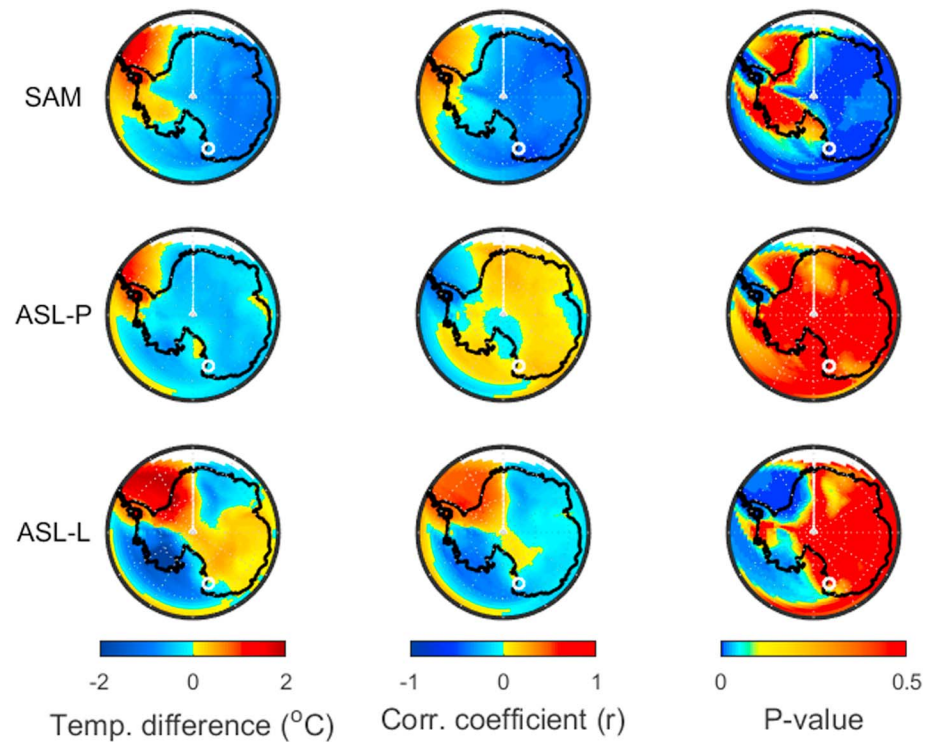 SAM
ASL-P
ASL-L
-2 0 2
-1 0 1
0 0.5
Temp. difference (°C)
Corr. coefficient (r)
P-value